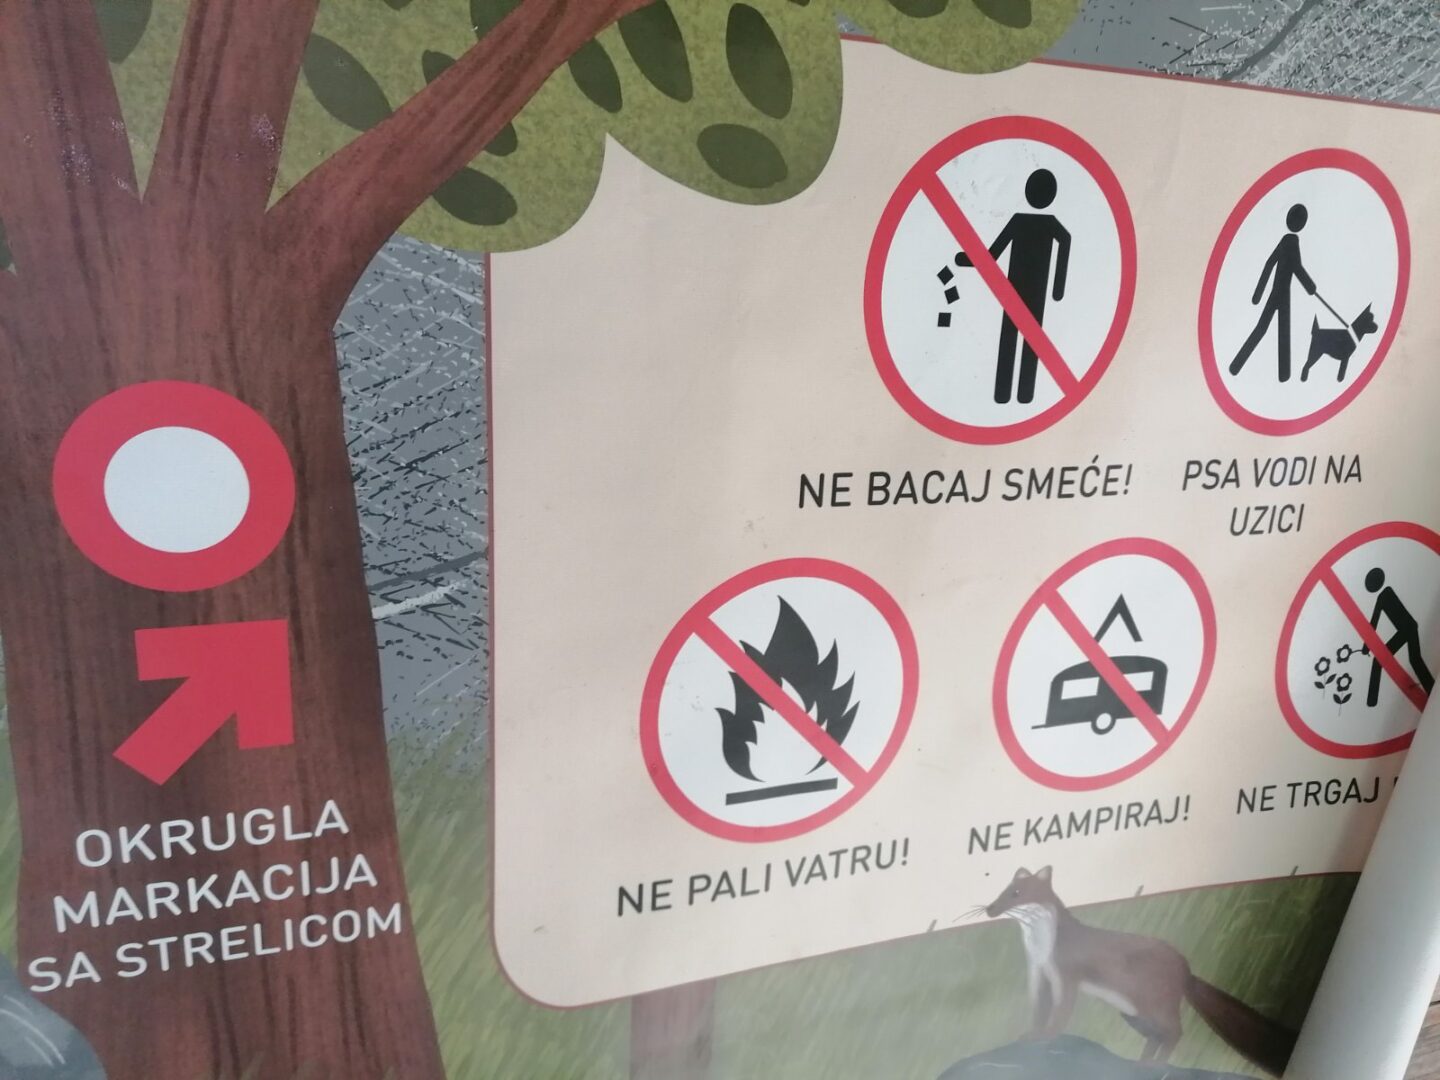 NE BACAJ SMEĆE!
PSA VODI NA
UZICI
NE PALI VATRU!
NE KAMPIRAJ!
NE TRGAJ
OKRUGLA
MARKACIJA
SA STRELICOM